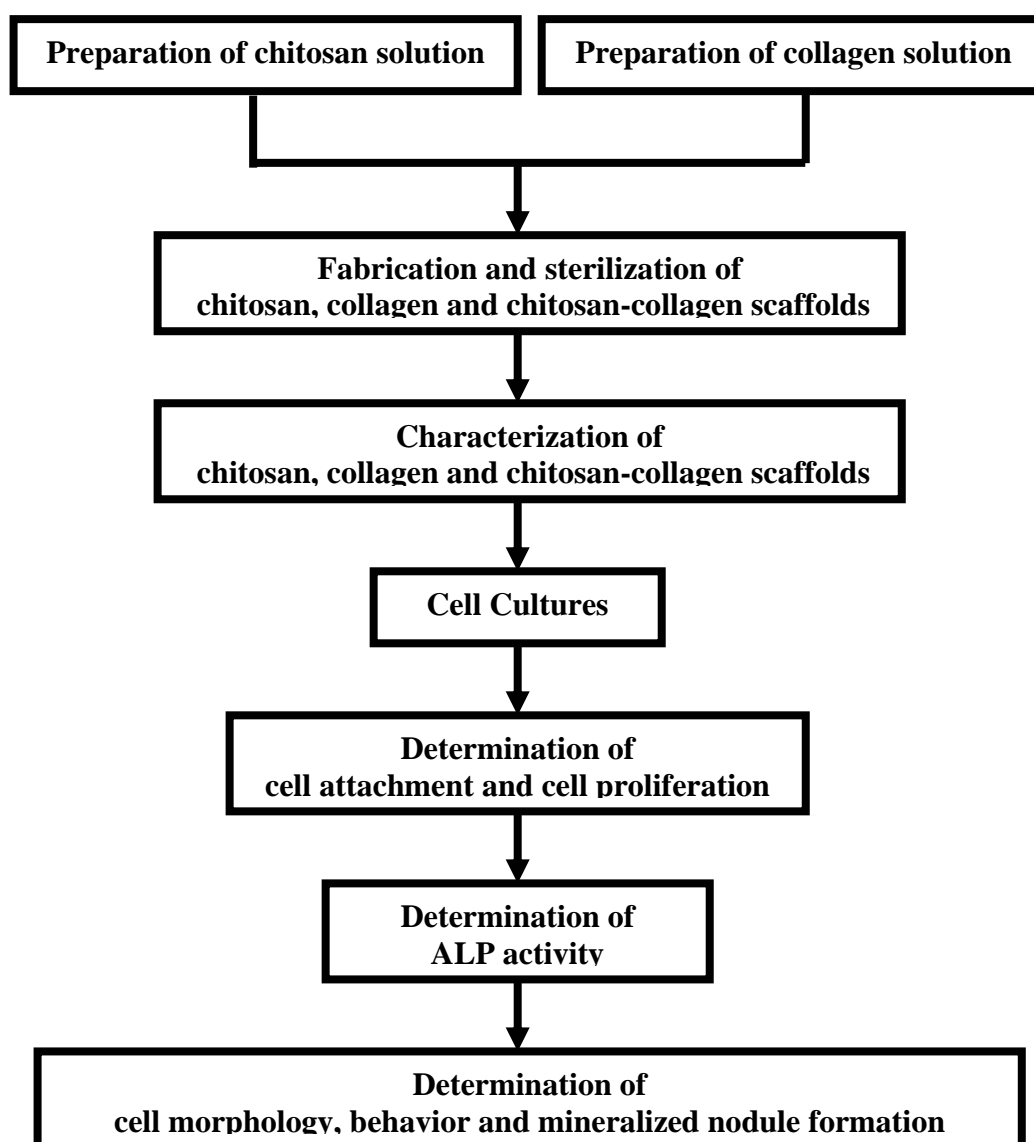 Preparation of chitosan solution
Preparation of collagen solution
Fabrication and sterilization of
chitosan, collagen and chitosan-collagen scaffolds
Characterization of
chitosan, collagen and chitosan-collagen scaffolds
Cell Cultures
Determination of
cell attachment and cell proliferation
Determination of
ALP activity
Determination of
cell morphology, behavior and mineralized nodule formation